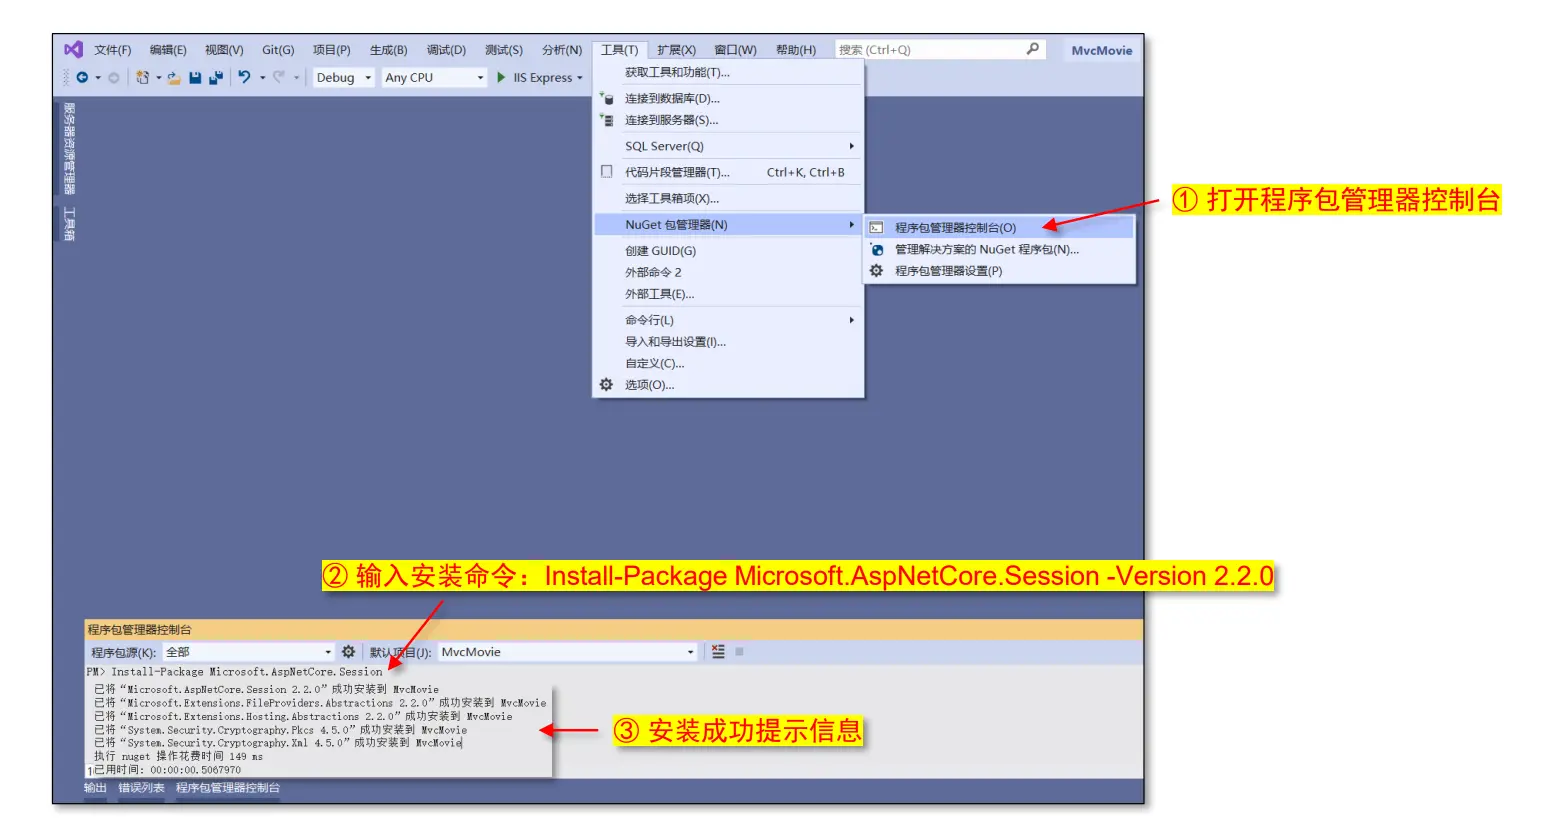 文件(F) 编辑(E) 视图(V) Git(G) 项目(P) 生成(B) 调试(D) 测试(S) 分析(N) 工具(T) 扩展(X) 窗口(W) 帮助(H) 搜索 (Ctrl+Q) MvcMovie
Debug Any CPU IIS Express
服务器资源管理器
工具箱
获取工具和功能(T)...
连接到数据库(D)...
连接到服务器(S)...
SQL Server(Q)
代码片段管理器(T)... Ctrl+K, Ctrl+B
选择工具箱项(X)...
NuGet 包管理器(N)
创建 GUID(G)
外部命令 2
外部工具(E)...
命令行(L)
导入和导出设置(I)...
自定义(C)...
选项(O)...
程序包管理器控制台(O)
管理解决方案的 NuGet 程序包(N)...
程序包管理器设置(P)
① 打开程序包管理器控制台
② 输入安装命令：Install-Package Microsoft.AspNetCore.Session -Version 2.2.0
程序包管理器控制台
程序包源(K): 全部 默认项目(J): MvcMovie
PM> Install-Package Microsoft.AspNetCore.Session
已将“Microsoft.AspNetCore.Session 2.2.0”成功安装到 MvcMovie
已将“Microsoft.Extensions.FileProviders.Abstractions 2.2.0”成功安装到 MvcMovie
已将“Microsoft.Extensions.Hosting.Abstractions 2.2.0”成功安装到 MvcMovie
已将“System.Security.Cryptography.Pkcs 4.5.0”成功安装到 MvcMovie
已将“System.Security.Cryptography.Xml 4.5.0”成功安装到 MvcMovie
执行 nuget 操作花费时间 149 ms
已用时间: 00:00:00.5067970
③ 安装成功提示信息
输出 错误列表 程序包管理器控制台